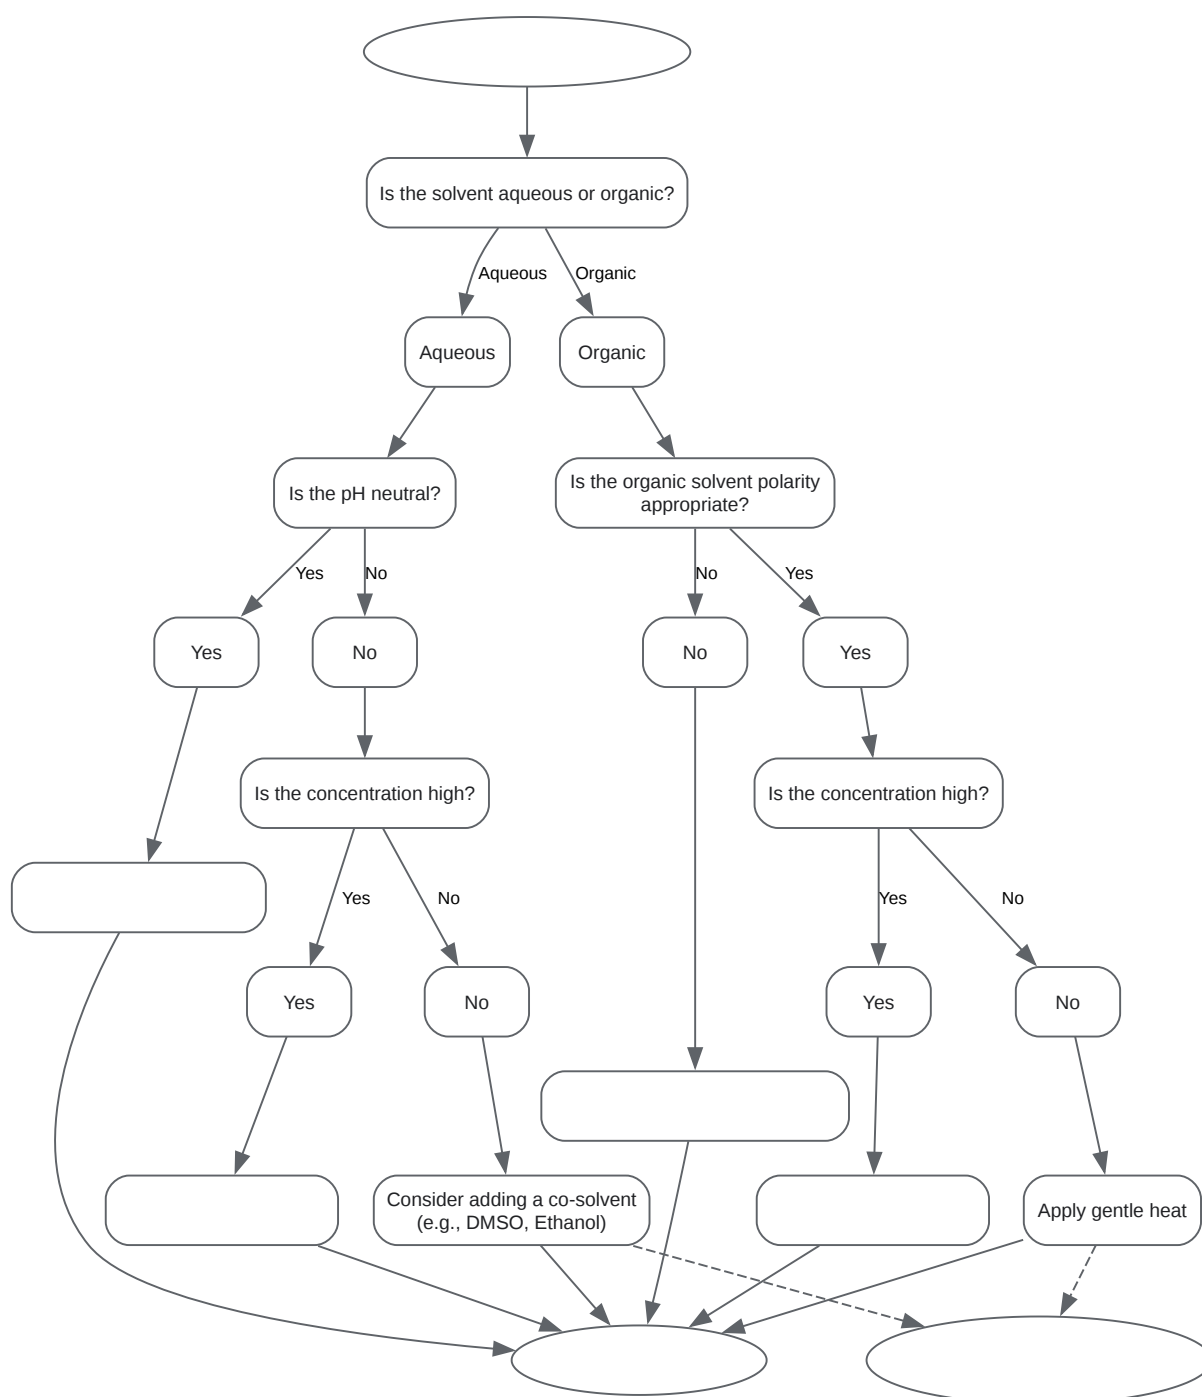 Is the solvent aqueous or organic?
Aqueous
Organic
Aqueous
Organic
Is the pH neutral?
Is the organic solvent polarity
appropriate?
Yes
No
No
Yes
Yes
No
No
Yes
Is the concentration high?
Is the concentration high?
Yes
No
Yes
No
Yes
No
Yes
No
Consider adding a co-solvent
(e.g., DMSO, Ethanol)
Apply gentle heat